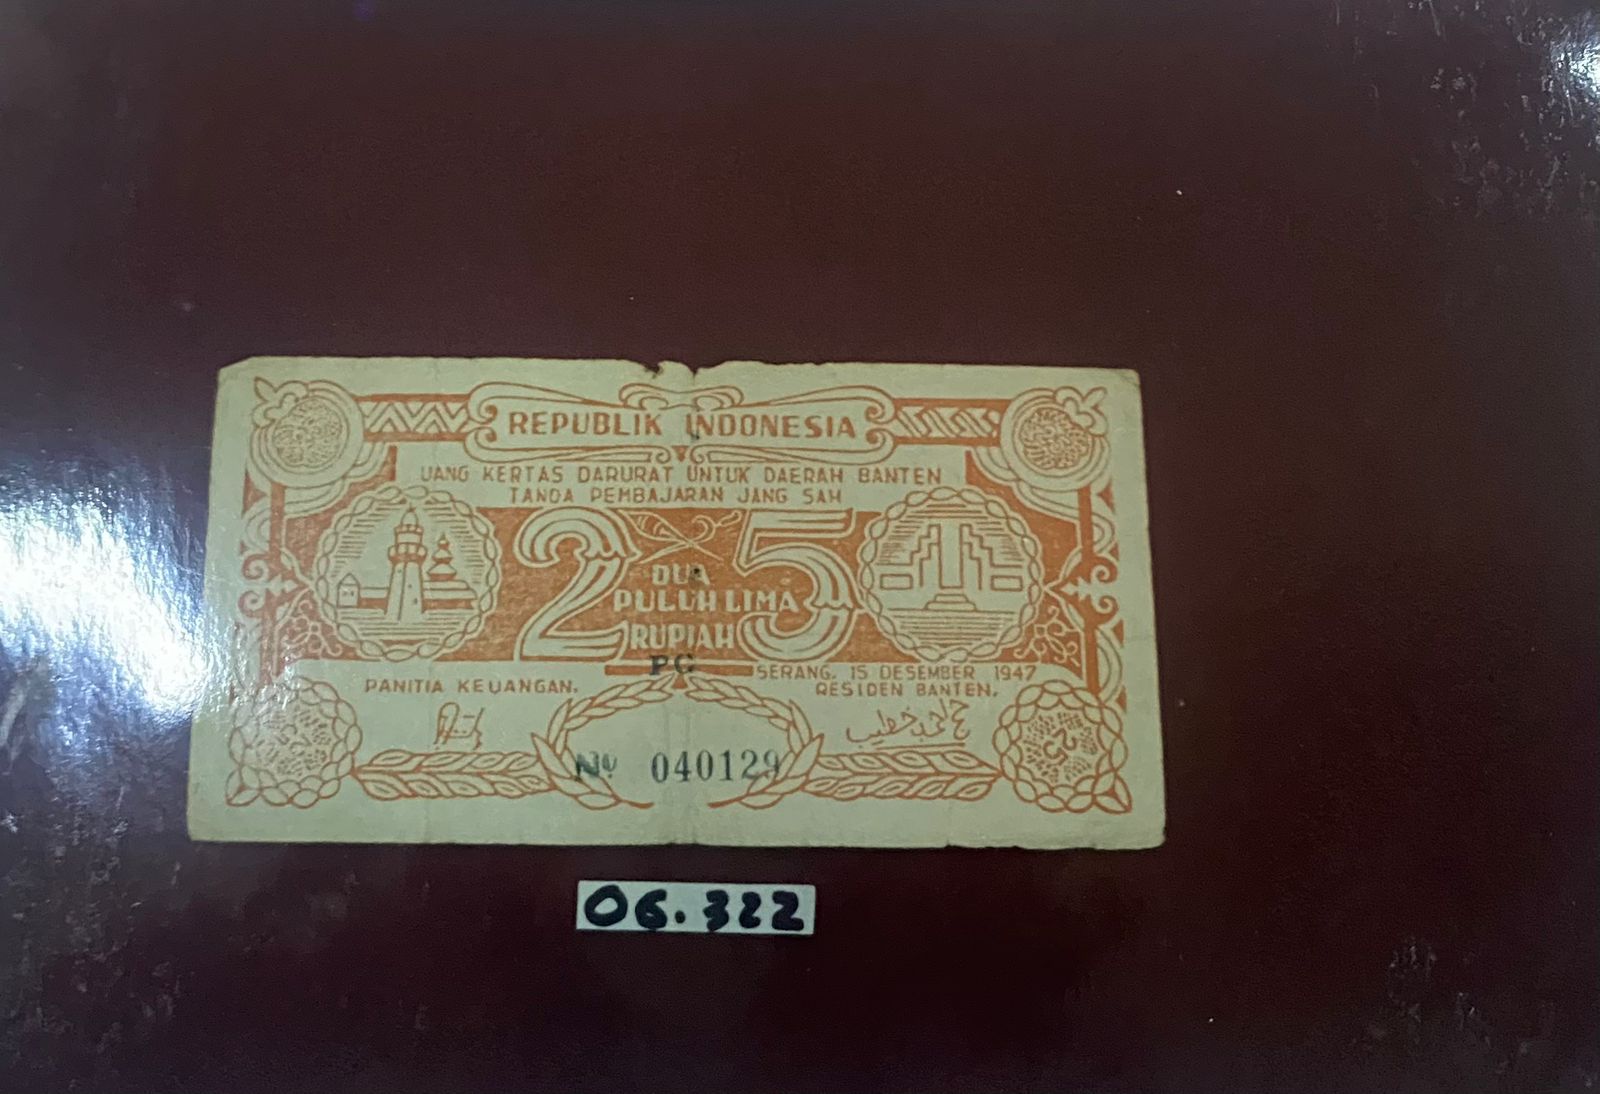 REPUBLIK INDONESIA
UANG KERTAS DARURAT UNTUK DAERAH BANTEN
TANDA PEMBAJARAN JANG SAH
25
DUA
PULUH LIMA
RUPIAH
PG
SERANG, 15 DESEMBER 1947
PANITIA KEUANGAN.
RESIDEN BANTEN.
No 040129
06.322